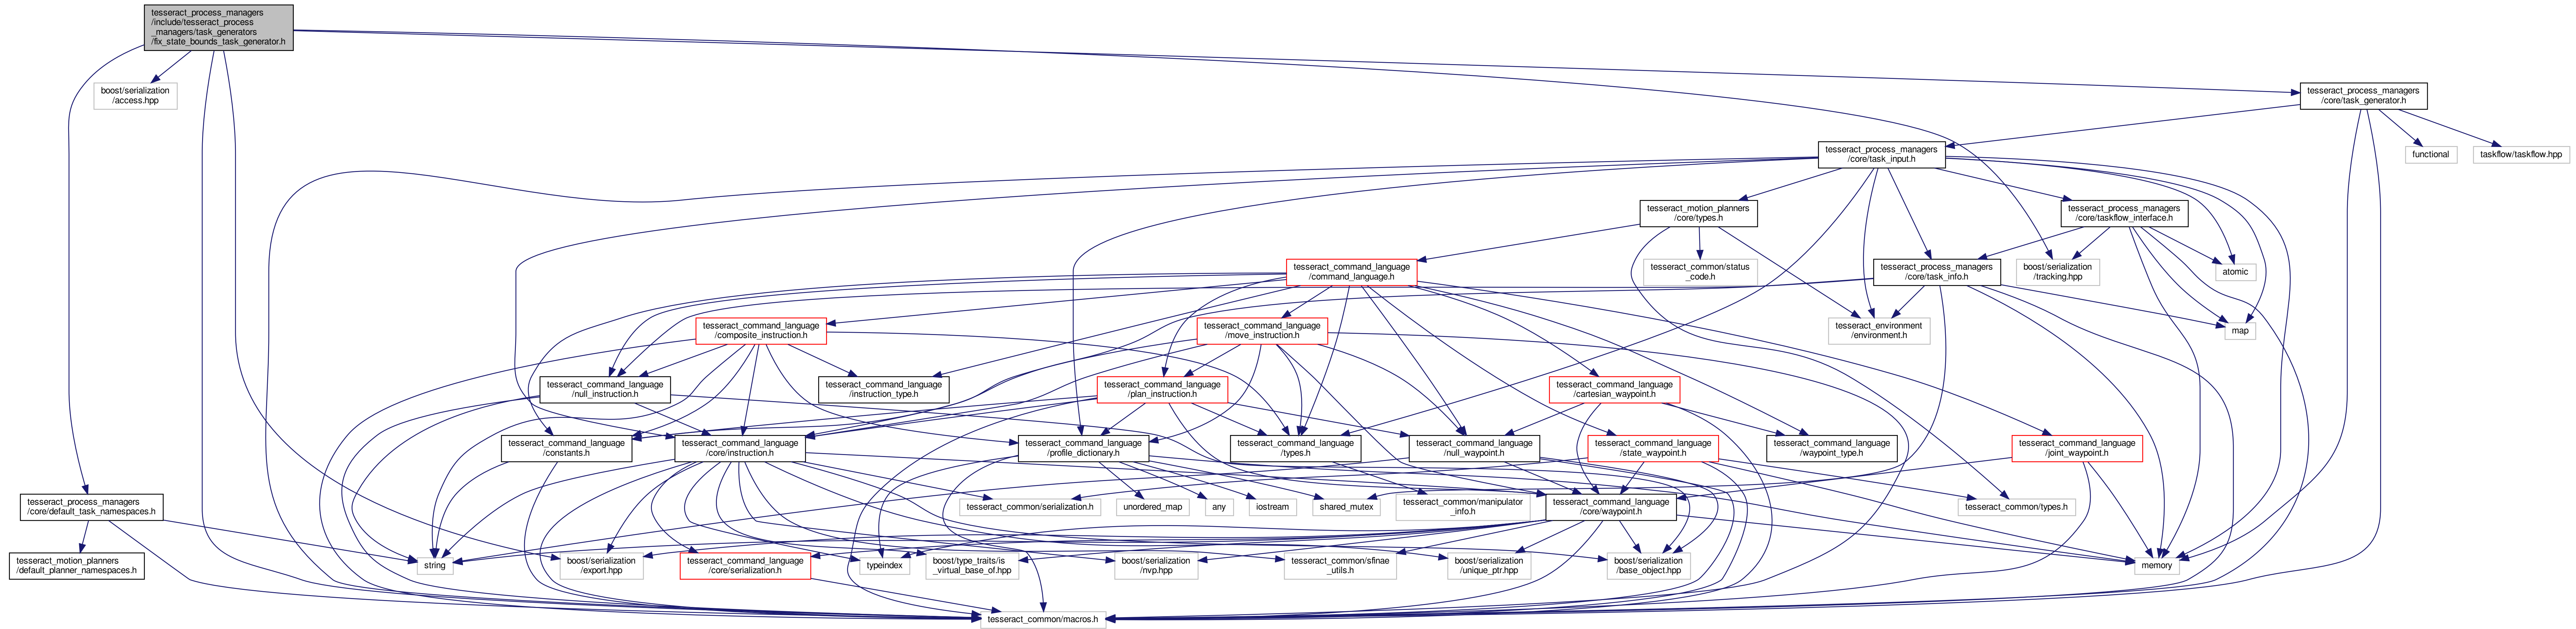 tesseract_process_managers
/include/tesseract_process
_managers/task_generators
/fix_state_bounds_task_generator.h
boost/serialization
/access.hpp
tesseract_process_managers
/core/task_generator.h
tesseract_process_managers
/core/task_input.h
functional
taskflow/taskflow.hpp
tesseract_motion_planners
/core/types.h
tesseract_process_managers
/core/taskflow_interface.h
tesseract_command_language
/command_language.h
tesseract_common/status
_code.h
tesseract_process_managers
/core/task_info.h
boost/serialization
/tracking.hpp
atomic
tesseract_command_language
/composite_instruction.h
tesseract_command_language
/move_instruction.h
tesseract_environment
/environment.h
map
tesseract_command_language
/null_instruction.h
tesseract_command_language
/instruction_type.h
tesseract_command_language
/plan_instruction.h
tesseract_command_language
/cartesian_waypoint.h
tesseract_command_language
/constants.h
tesseract_command_language
/core/instruction.h
tesseract_command_language
/profile_dictionary.h
tesseract_command_language
/types.h
tesseract_command_language
/null_waypoint.h
tesseract_command_language
/state_waypoint.h
tesseract_command_language
/waypoint_type.h
tesseract_command_language
/joint_waypoint.h
tesseract_process_managers
/core/default_task_namespaces.h
tesseract_common/serialization.h
unordered_map
any
iostream
shared_mutex
tesseract_common/manipulator
_info.h
tesseract_command_language
/core/waypoint.h
tesseract_common/types.h
tesseract_motion_planners
/default_planner_namespaces.h
string
boost/serialization
/export.hpp
tesseract_command_language
/core/serialization.h
typeindex
boost/type_traits/is
_virtual_base_of.hpp
boost/serialization
/nvp.hpp
tesseract_common/sfinae
_utils.h
boost/serialization
/unique_ptr.hpp
boost/serialization
/base_object.hpp
memory
tesseract_common/macros.h